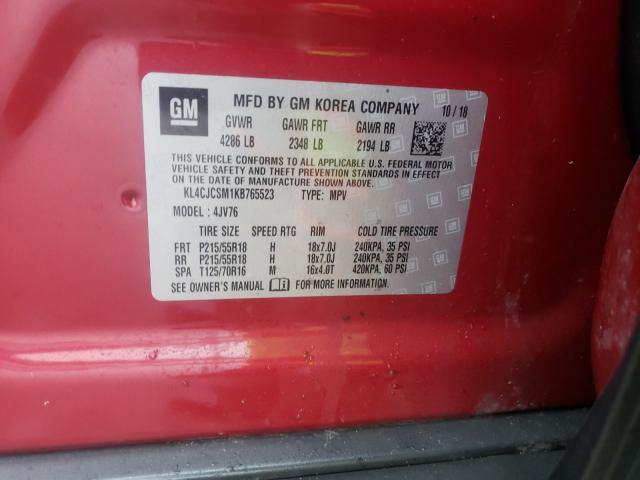 GM
MFD BY GM KOREA COMPANY 10 / 18
GVWR GAWR FRT GAWR RR
4286 LB 2348 LB 2194 LB
THIS VEHICLE CONFORMS TO ALL APPLICABLE U.S. FEDERAL MOTOR
VEHICLE SAFETY AND THEFT PREVENTION STANDARDS IN EFFECT ON THE
DATE OF MANUFACTURE SHOWN ABOVE.
KL4CJCSM1KB765523 TYPE: MPV
MODEL : 4JV76
TIRE SIZE SPEED RTG RIM COLD TIRE PRESSURE
FRT P215/55R18 H 18x7.0J 240KPA, 35 PSI
RR P215/55R18 H 18x7.0J 240KPA, 35 PSI
SPA T125/70R16 M 16x4.0T 420KPA, 60 PSI
SEE OWNER'S MANUAL FOR MORE INFORMATION.